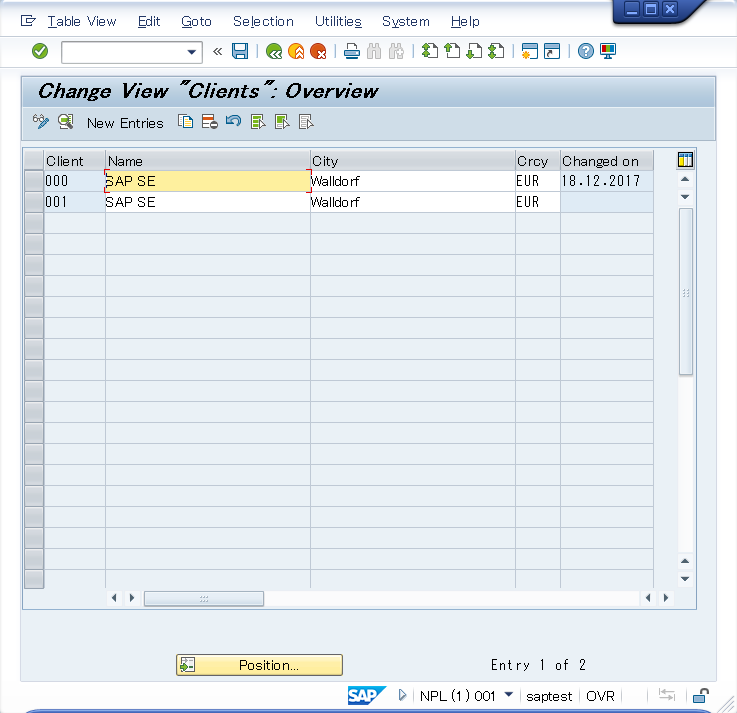 Table View Edit Goto Selection Utilities System Help
Change View "Clients": Overview
New Entries
Client Name City Crcy Changed on
000 SAP SE Walldorf EUR 18.12.2017
001 SAP SE Walldorf EUR
Position... Entry 1 of 2
SAP NPL (1) 001 saptest OVR